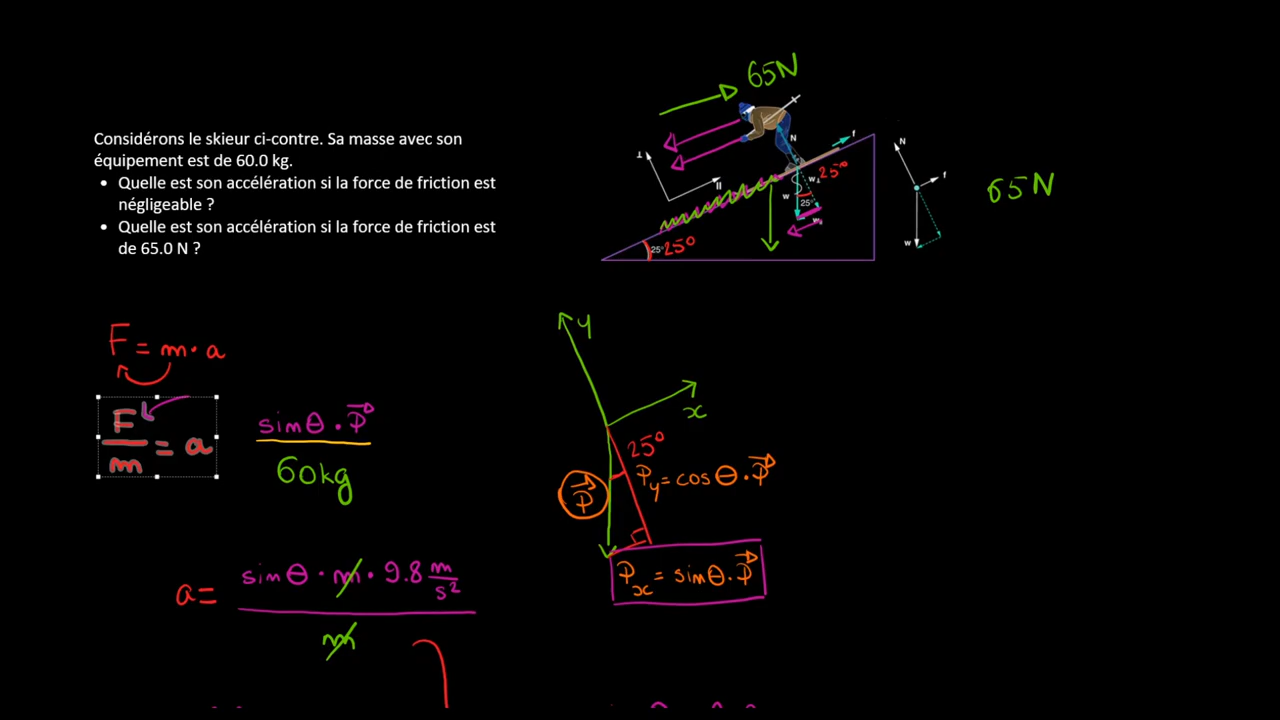 65N
Considérons le skieur ci-contre. Sa masse avec son
équipement est de 60.0 kg.
• Quelle est son accélération si la force de friction est
négligeable ?
• Quelle est son accélération si la force de friction est
de 65.0 N ?
⊥
II
N
f
w⊥
25°
w
25°
w
25°
25°
N
f
w
65N
F = m · a
F/m = a
sinθ · P
60kg
y
x
25°
P
Py = cosθ · P
Px = sinθ · P
a = sinθ · m · 9.8 m/s²
m